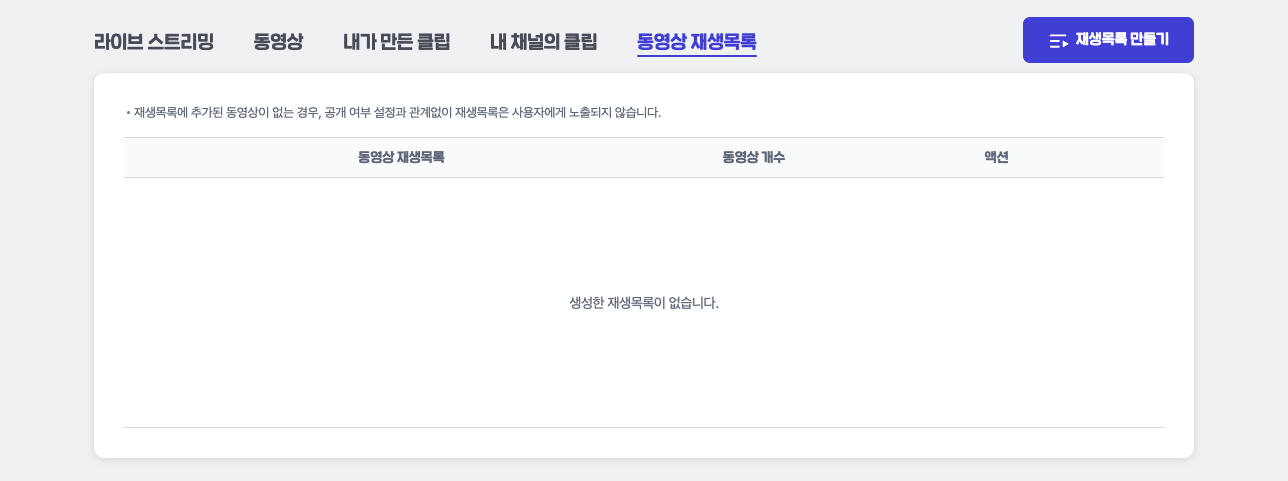 라이브 스트리밍 동영상 내가 만든 클립 내 채널의 클립 동영상 재생목록 재생목록 만들기
• 재생목록에 추가된 동영상이 없는 경우, 공개 여부 설정과 관계없이 재생목록은 사용자에게 노출되지 않습니다.
동영상 재생목록 동영상 개수 액션
생성한 재생목록이 없습니다.